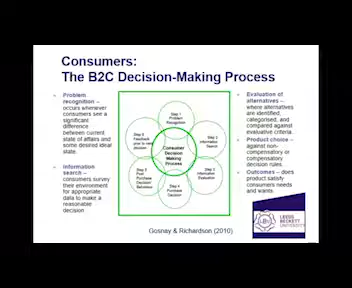 Consumers:
The B2C Decision-Making Process
Problem
recognition –
occurs whenever
consumers see a
significant
difference
between current
state of affairs and
some desired ideal
state.
Information
search –
consumers survey
their environment
for appropriate
data to make a
reasonable
decision
Step 1
Problem
Recognition
Step 2
Information
Search
Step 3
Information
Evaluation
Step 4
Purchase
Decision
Step 5
Post
Purchase
Decision
Behaviour
Step 6
Feedback
prior to next
decision
Consumer
Decision
Making
Process
Evaluation of
alternatives –
where alternatives
are identified,
categorised, and
compared against
evaluative criteria.
Product choice –
against non-
compensatory or
compensatory
decision rules.
Outcomes – does
product satisfy
consumers needs
and wants.
Gosnay & Richardson (2010)
LEEDS
BECKETT
UNIVERSITY